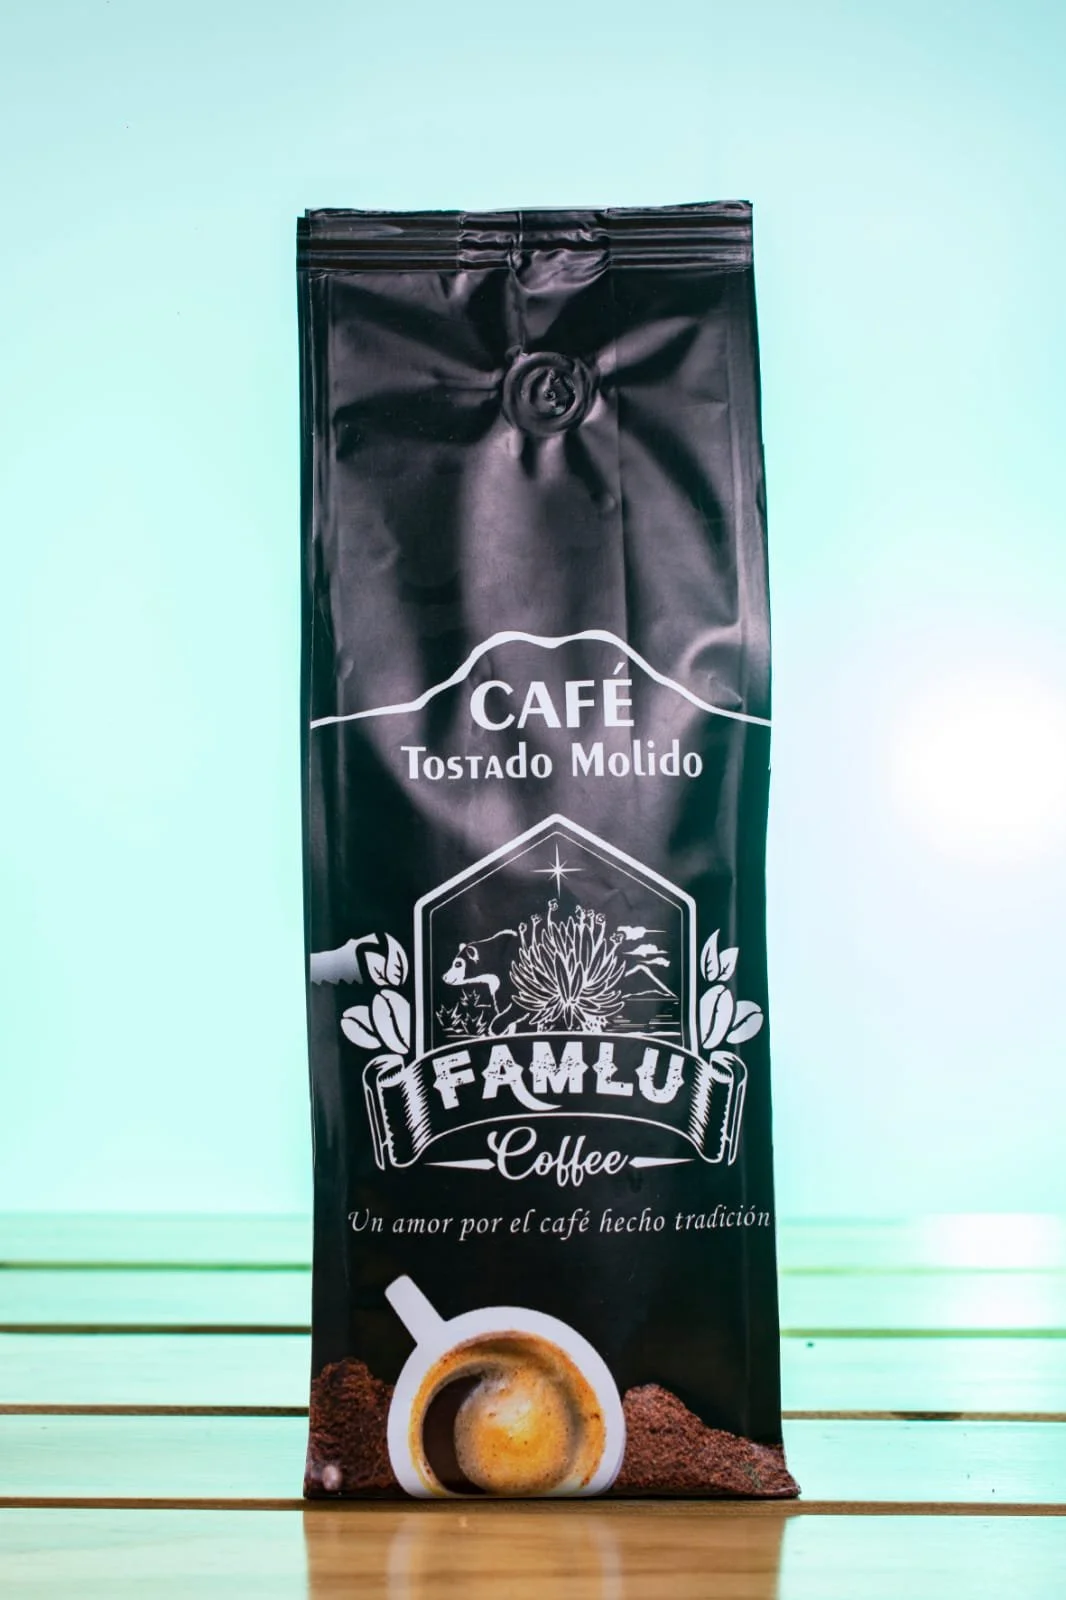 CAFÉ
Tostado Molido
FAMLU
Coffee
Un amor por el café hecho tradición